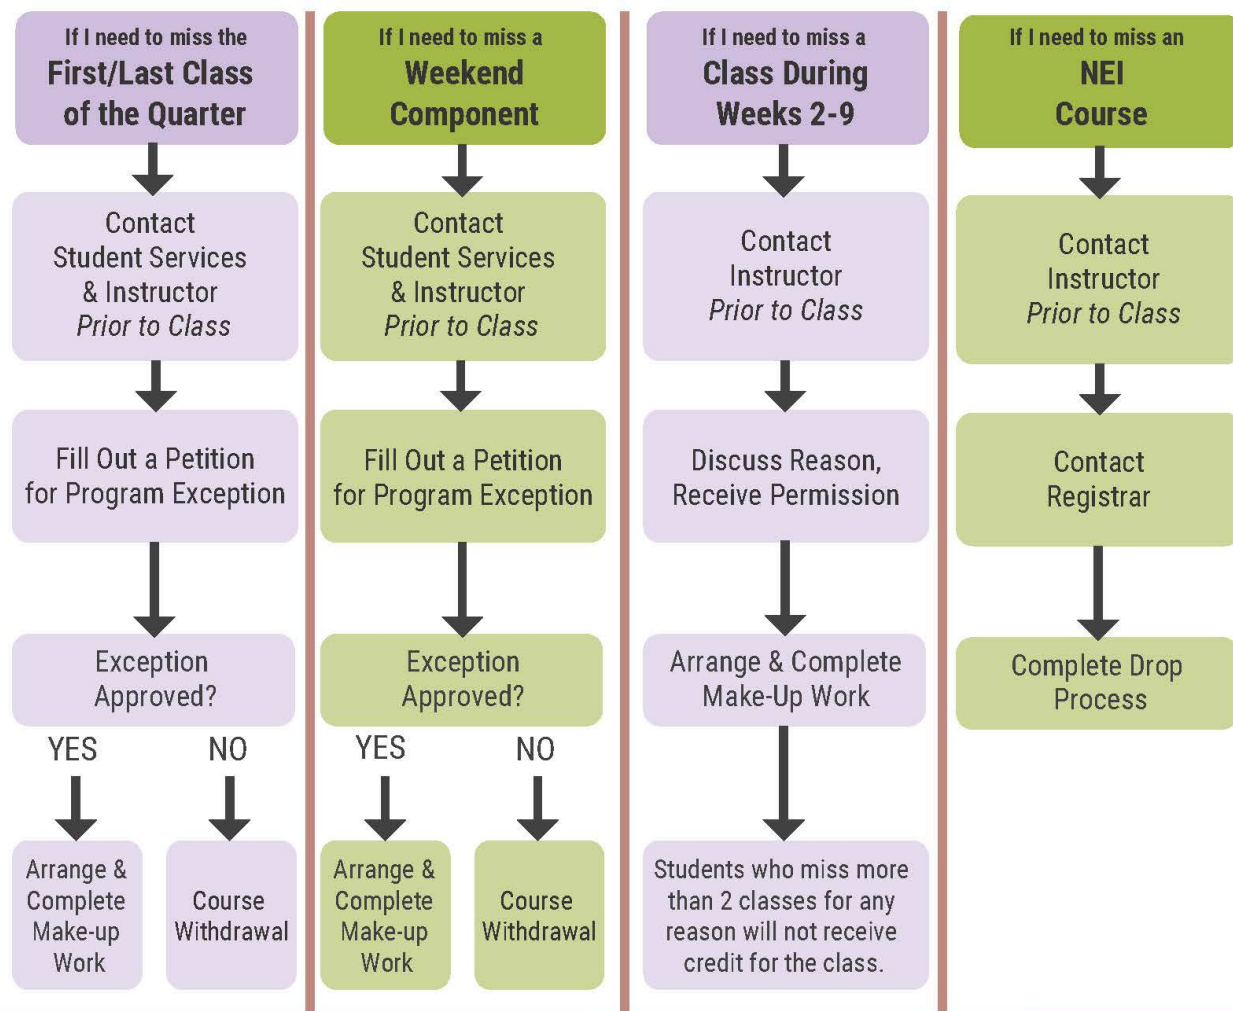 If I need to miss the
First/Last Class
of the Quarter
Contact
Student Services
& Instructor
Prior to Class
Fill Out a Petition
for Program Exception
Exception
Approved?
YES
NO
Arrange &
Complete
Make-up
Work
Course
Withdrawal
If I need to miss a
Weekend
Component
Contact
Student Services
& Instructor
Prior to Class
Fill Out a Petition
for Program Exception
Exception
Approved?
YES
NO
Arrange &
Complete
Make-up
Work
Course
Withdrawal
If I need to miss a
Class During
Weeks 2-9
Contact
Instructor
Prior to Class
Discuss Reason,
Receive Permission
Arrange & Complete
Make-Up Work
Students who miss more
than 2 classes for any
reason will not receive
credit for the class.
If I need to miss an
NEI
Course
Contact
Instructor
Prior to Class
Contact
Registrar
Complete Drop
Process